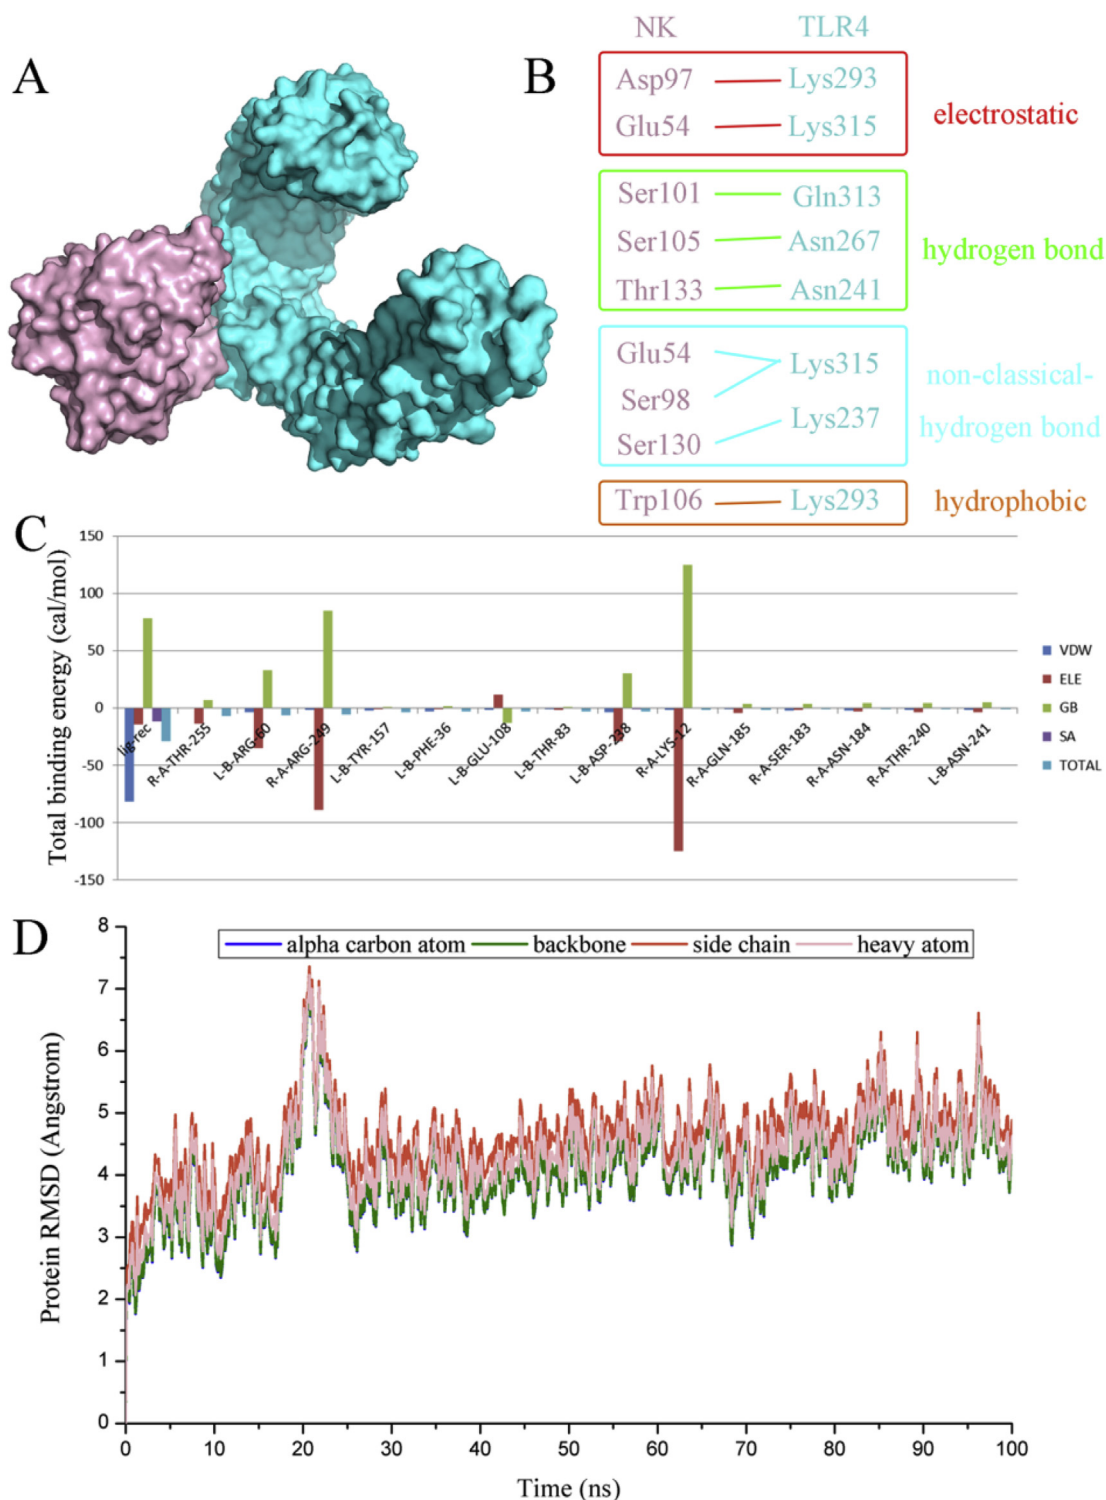 A
B
NK TLR4
Asp97 Lys293
Glu54 Lys315
electrostatic
Ser101 Gln313
Ser105 Asn267
Thr133 Asn241
hydrogen bond
Glu54 Lys315
Ser98
Ser130 Lys237
non-classical-
hydrogen bond
Trp106 Lys293
hydrophobic
C
Total binding energy (cal/mol)
150
100
50
0
-50
-100
-150
lig-rec
R-A-THR-255
L-B-ARG-60
R-A-ARG-249
L-B-TYR-157
L-B-PHE-36
L-B-GLU-108
L-B-THR-83
L-B-ASP-238
R-A-LYS-12
R-A-GLN-185
R-A-SER-183
R-A-ASN-184
R-A-THR-240
L-B-ASN-241
VDW
ELE
GB
SA
TOTAL
D
alpha carbon atom backbone side chain heavy atom
Protein RMSD (Angstrom)
8
7
6
5
4
3
2
1
0
0 10 20 30 40 50 60 70 80 90 100
Time (ns)